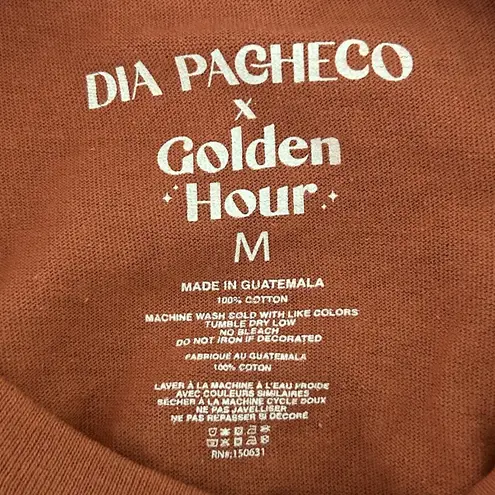 DIA PACHECO
x
Golden
Hour
M
MADE IN GUATEMALA
100% COTTON
MACHINE WASH SOLD WITH LIKE COLORS
TUMBLE DRY LOW
NO BLEACH
DO NOT IRON IF DECORATED
FABRIQUE AU GUATEMALA
100% COTON
LAVER À LA MACHINE À L'EAU FROIDE
AVEC COULEURS SIMILAIRES
SÉCHER À LA MACHINE CYCLE DOUX
NE PAS JAVELLISER
NE PAS REPASSER SI DÉCORÉ
RN#:150631